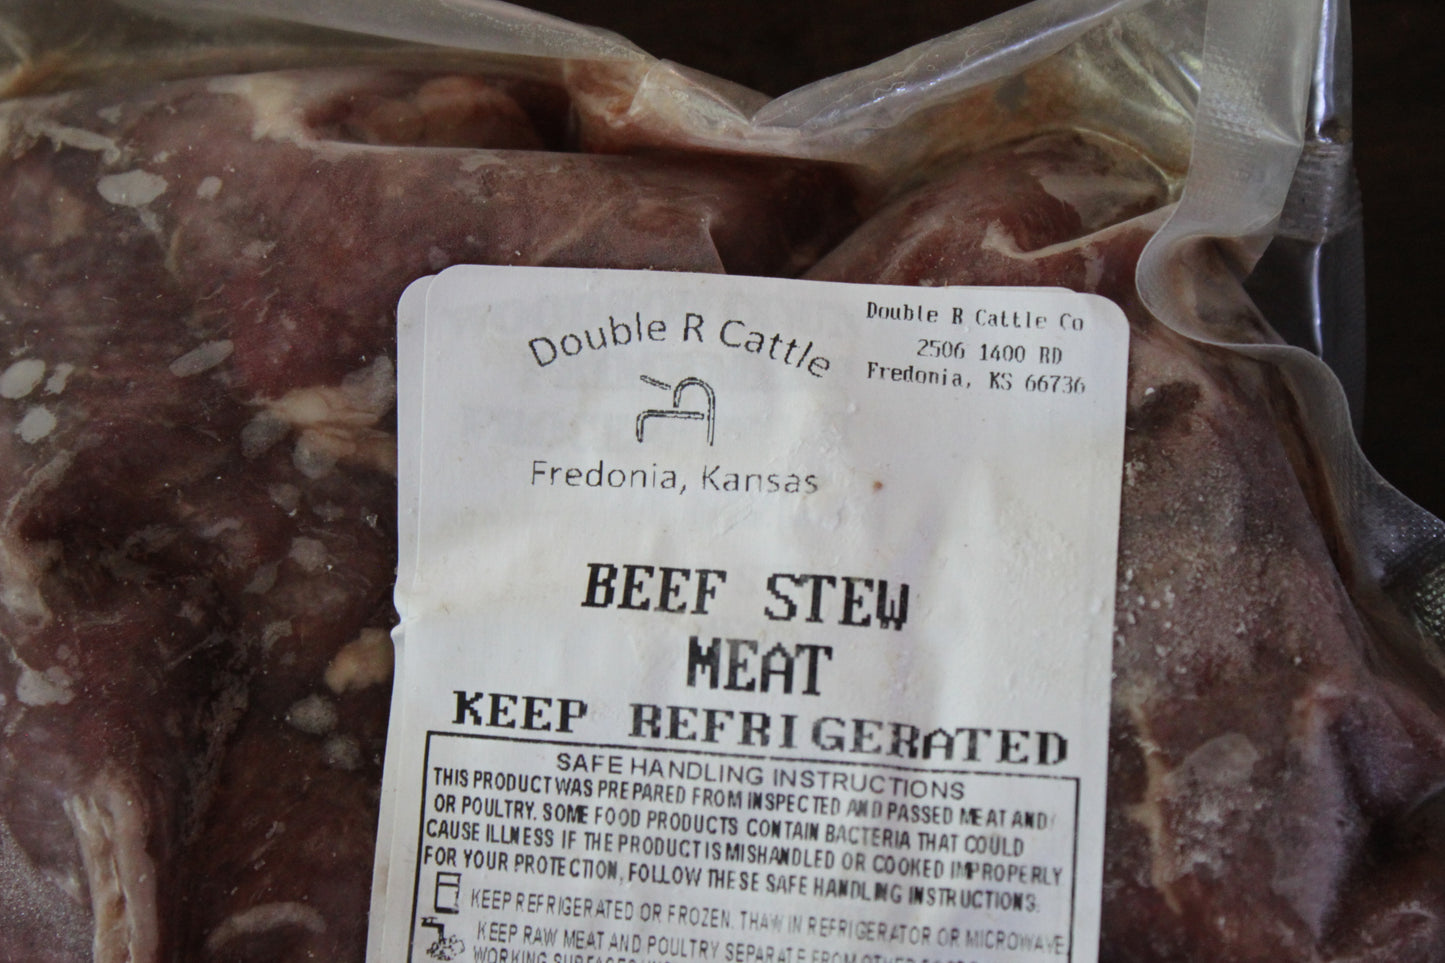 Double R Cattle
Fredonia, Kansas
Double R Cattle Co
2506 1400 RD
Fredonia, KS 66736
BEEF STEW
MEAT
KEEP REFRIGERATED
SAFE HANDLING INSTRUCTIONS
THIS PRODUCT WAS PREPARED FROM INSPECTED AND PASSED MEAT AND/
OR POULTRY. SOME FOOD PRODUCTS CONTAIN BACTERIA THAT COULD
CAUSE ILLNESS IF THE PRODUCT IS MISHANDLED OR COOKED IMPROPERLY
FOR YOUR PROTECTION, FOLLOW THESE SAFE HANDLING INSTRUCTIONS:
KEEP REFRIGERATED OR FROZEN. THAW IN REFRIGERATOR OR MICROWAVE
KEEP RAW MEAT AND POULTRY SEPARATE FROM OTHER
WORKING SURFACES